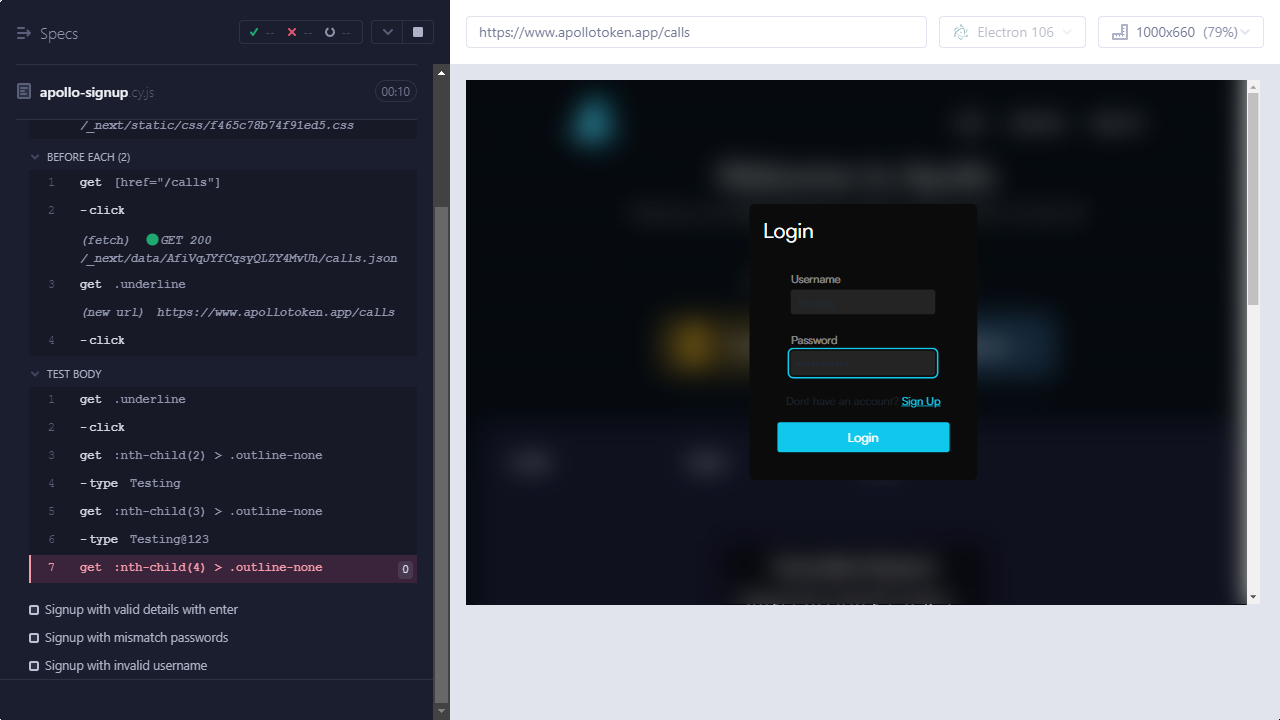 Specs
--
--
--
apollo-signup.cy.js
00:10
/_next/static/css/f465c78b74f91ed5.css
BEFORE EACH (2)
1 get [href="/calls"]
2 -click
(fetch) GET 200
/_next/data/AfiVqJYfCqsyQLZY4MvUh/calls.json
3 get .underline
(new url) https://www.apollotoken.app/calls
4 -click
TEST BODY
1 get .underline
2 -click
3 get :nth-child(2) > .outline-none
4 -type Testing
5 get :nth-child(3) > .outline-none
6 -type Testing@123
7 get :nth-child(4) > .outline-none 0
Signup with valid details with enter
Signup with mismatch passwords
Signup with invalid username
https://www.apollotoken.app/calls
Electron 106
1000x660 (79%)
Welcome to Apollo
Login
Username
Password
Dont have an account? Sign Up
Login